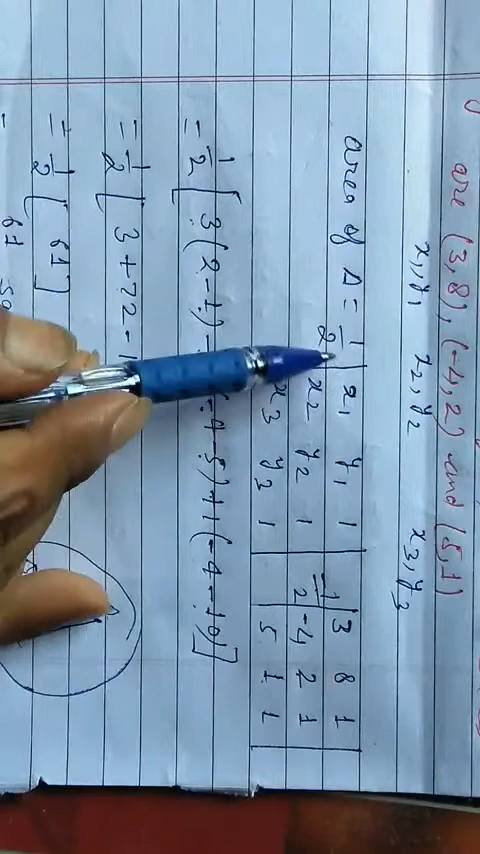 are (3,8), (-4,2) and (5,1)
x1,y1 x2,y2 x3,y3
area of Δ = 1/2 | x1 y1 1 | = 1/2 | 3 8 1 |
x2 y2 1 | -4 2 1
x3 y3 1 | 5 1 1
= 1/2 [ 3(2-1) - -4-5)+1(-4-10)]
= 1/2 [ 3+72-1
= 1/2 [ 61]
= 61